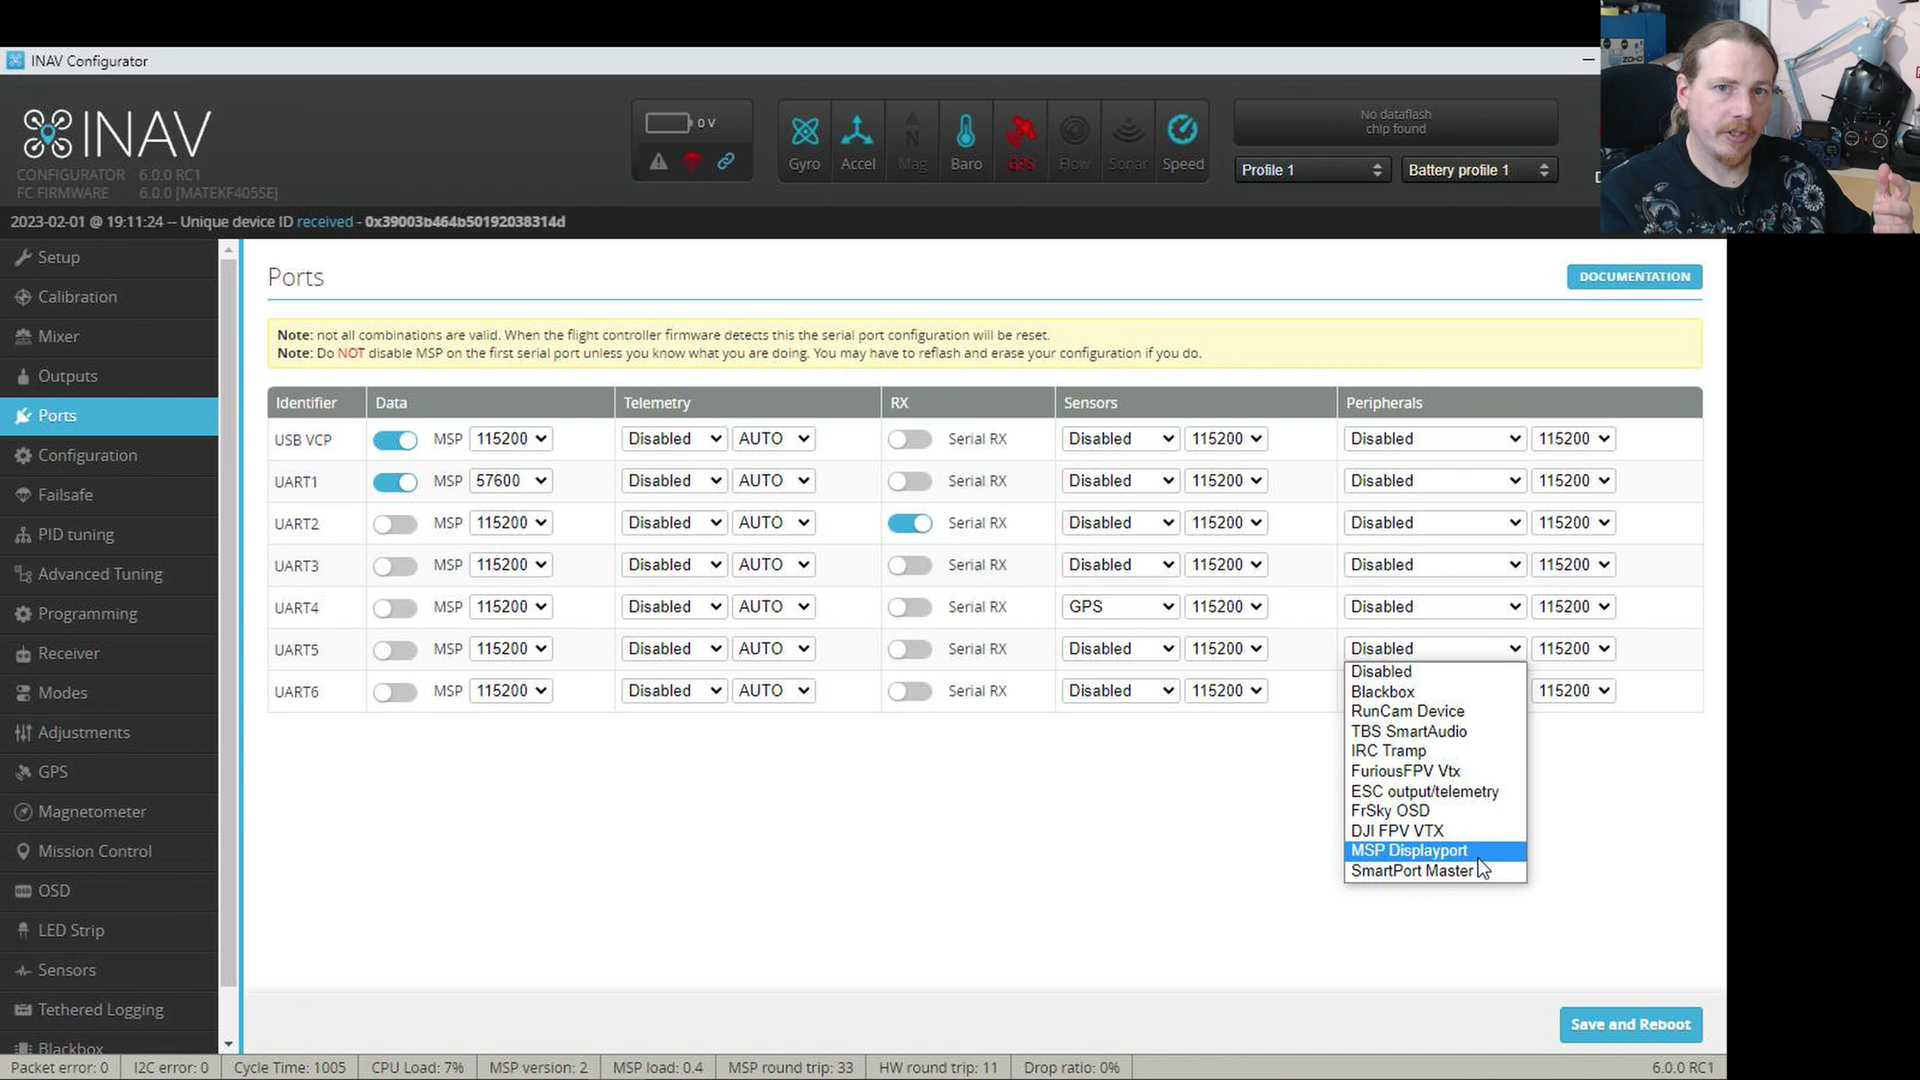 INAV Configurator
INAV
CONFIGURATOR 6.0.0 RC1
FC FIRMWARE 6.0.0 [MATEKF405SE]
0 V
Gyro Accel Mag Baro GPS Flow Sonar Speed
No dataflash
chip found
Profile 1 Battery profile 1
2023-02-01 @ 19:11:24 -- Unique device ID received - 0x39003b464b50192038314d
Setup
Calibration
Mixer
Outputs
Ports
Configuration
Failsafe
PID tuning
Advanced Tuning
Programming
Receiver
Modes
Adjustments
GPS
Magnetometer
Mission Control
OSD
LED Strip
Sensors
Tethered Logging
Blackbox
Ports
DOCUMENTATION
Note: not all combinations are valid. When the flight controller firmware detects this the serial port configuration will be reset.
Note: Do NOT disable MSP on the first serial port unless you know what you are doing. You may have to reflash and erase your configuration if you do.
Identifier Data Telemetry RX Sensors Peripherals
USB VCP MSP 115200 Disabled AUTO Serial RX Disabled 115200 Disabled 115200
UART1 MSP 57600 Disabled AUTO Serial RX Disabled 115200 Disabled 115200
UART2 MSP 115200 Disabled AUTO Serial RX Disabled 115200 Disabled 115200
UART3 MSP 115200 Disabled AUTO Serial RX Disabled 115200 Disabled 115200
UART4 MSP 115200 Disabled AUTO Serial RX GPS 115200 Disabled 115200
UART5 MSP 115200 Disabled AUTO Serial RX Disabled 115200 Disabled 115200
UART6 MSP 115200 Disabled AUTO Serial RX Disabled 115200 115200
Disabled
Blackbox
RunCam Device
TBS SmartAudio
IRC Tramp
FuriousFPV Vtx
ESC output/telemetry
FrSky OSD
DJI FPV VTX
MSP Displayport
SmartPort Master
Save and Reboot
Packet error: 0 I2C error: 0 Cycle Time: 1005 CPU Load: 7% MSP version: 2 MSP load: 0.4 MSP round trip: 33 HW round trip: 11 Drop ratio: 0% 6.0.0 RC1